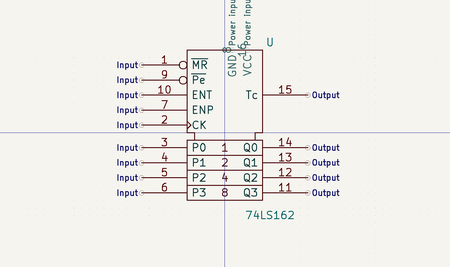 Power input
Power input
8
16
GND
VCC
U
Input 1 MR
Input 9 Pe
Input 10 ENT Tc 15 Output
Input 7 ENP
Input 2 CK
Input 3 P0 1 Q0 14 Output
Input 4 P1 2 Q1 13 Output
Input 5 P2 4 Q2 12 Output
Input 6 P3 8 Q3 11 Output
74LS162